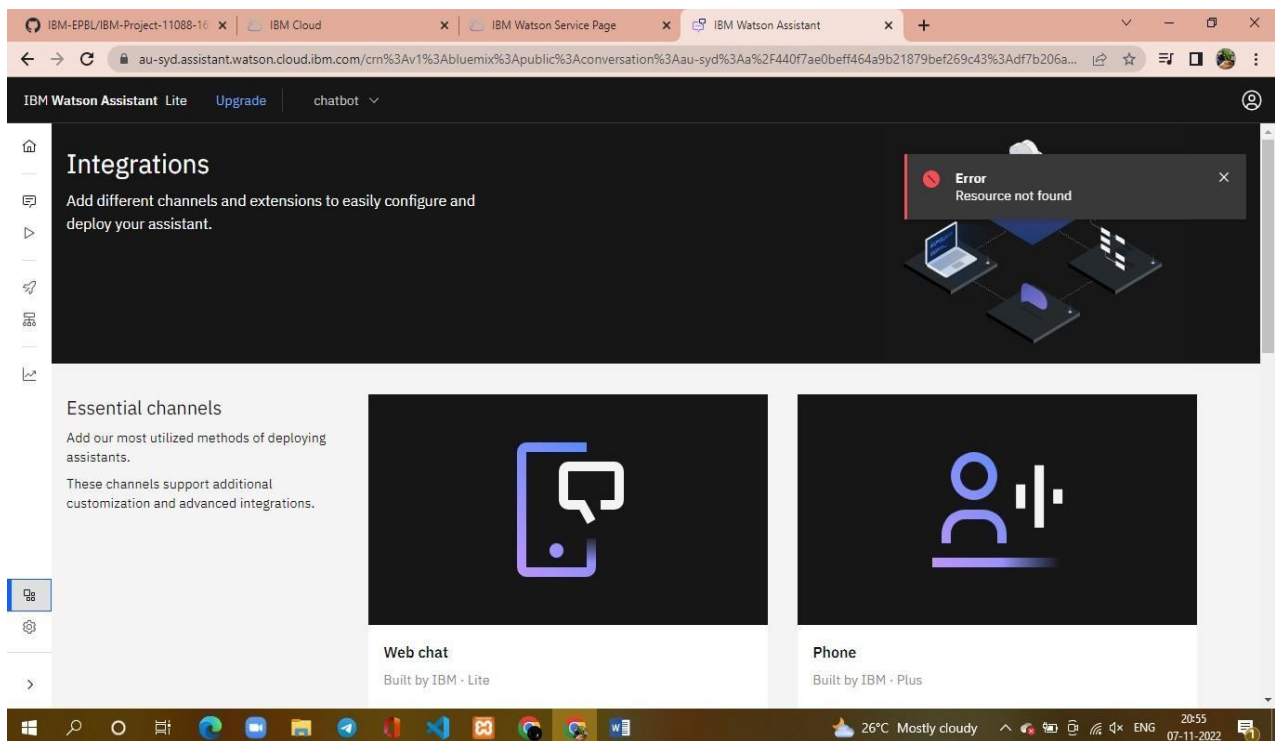 IBM-EPBL/IBM-Project-11088-16
IBM Cloud
IBM Watson Service Page
IBM Watson Assistant
au-syd.assistant.watson.cloud.ibm.com/crn%3Av1%3Abluemix%3Apublic%3Aconversation%3Aau-syd%3Aa%2F440f7ae0beff464a9b21879bef269c43%3Adf7b206a...
IBM Watson Assistant Lite Upgrade chatbot
Integrations
Add different channels and extensions to easily configure and
deploy your assistant.
Error
Resource not found
Essential channels
Add our most utilized methods of deploying
assistants.
These channels support additional
customization and advanced integrations.
Web chat
Built by IBM · Lite
Phone
Built by IBM · Plus
26°C Mostly cloudy
ENG
20:55
07-11-2022